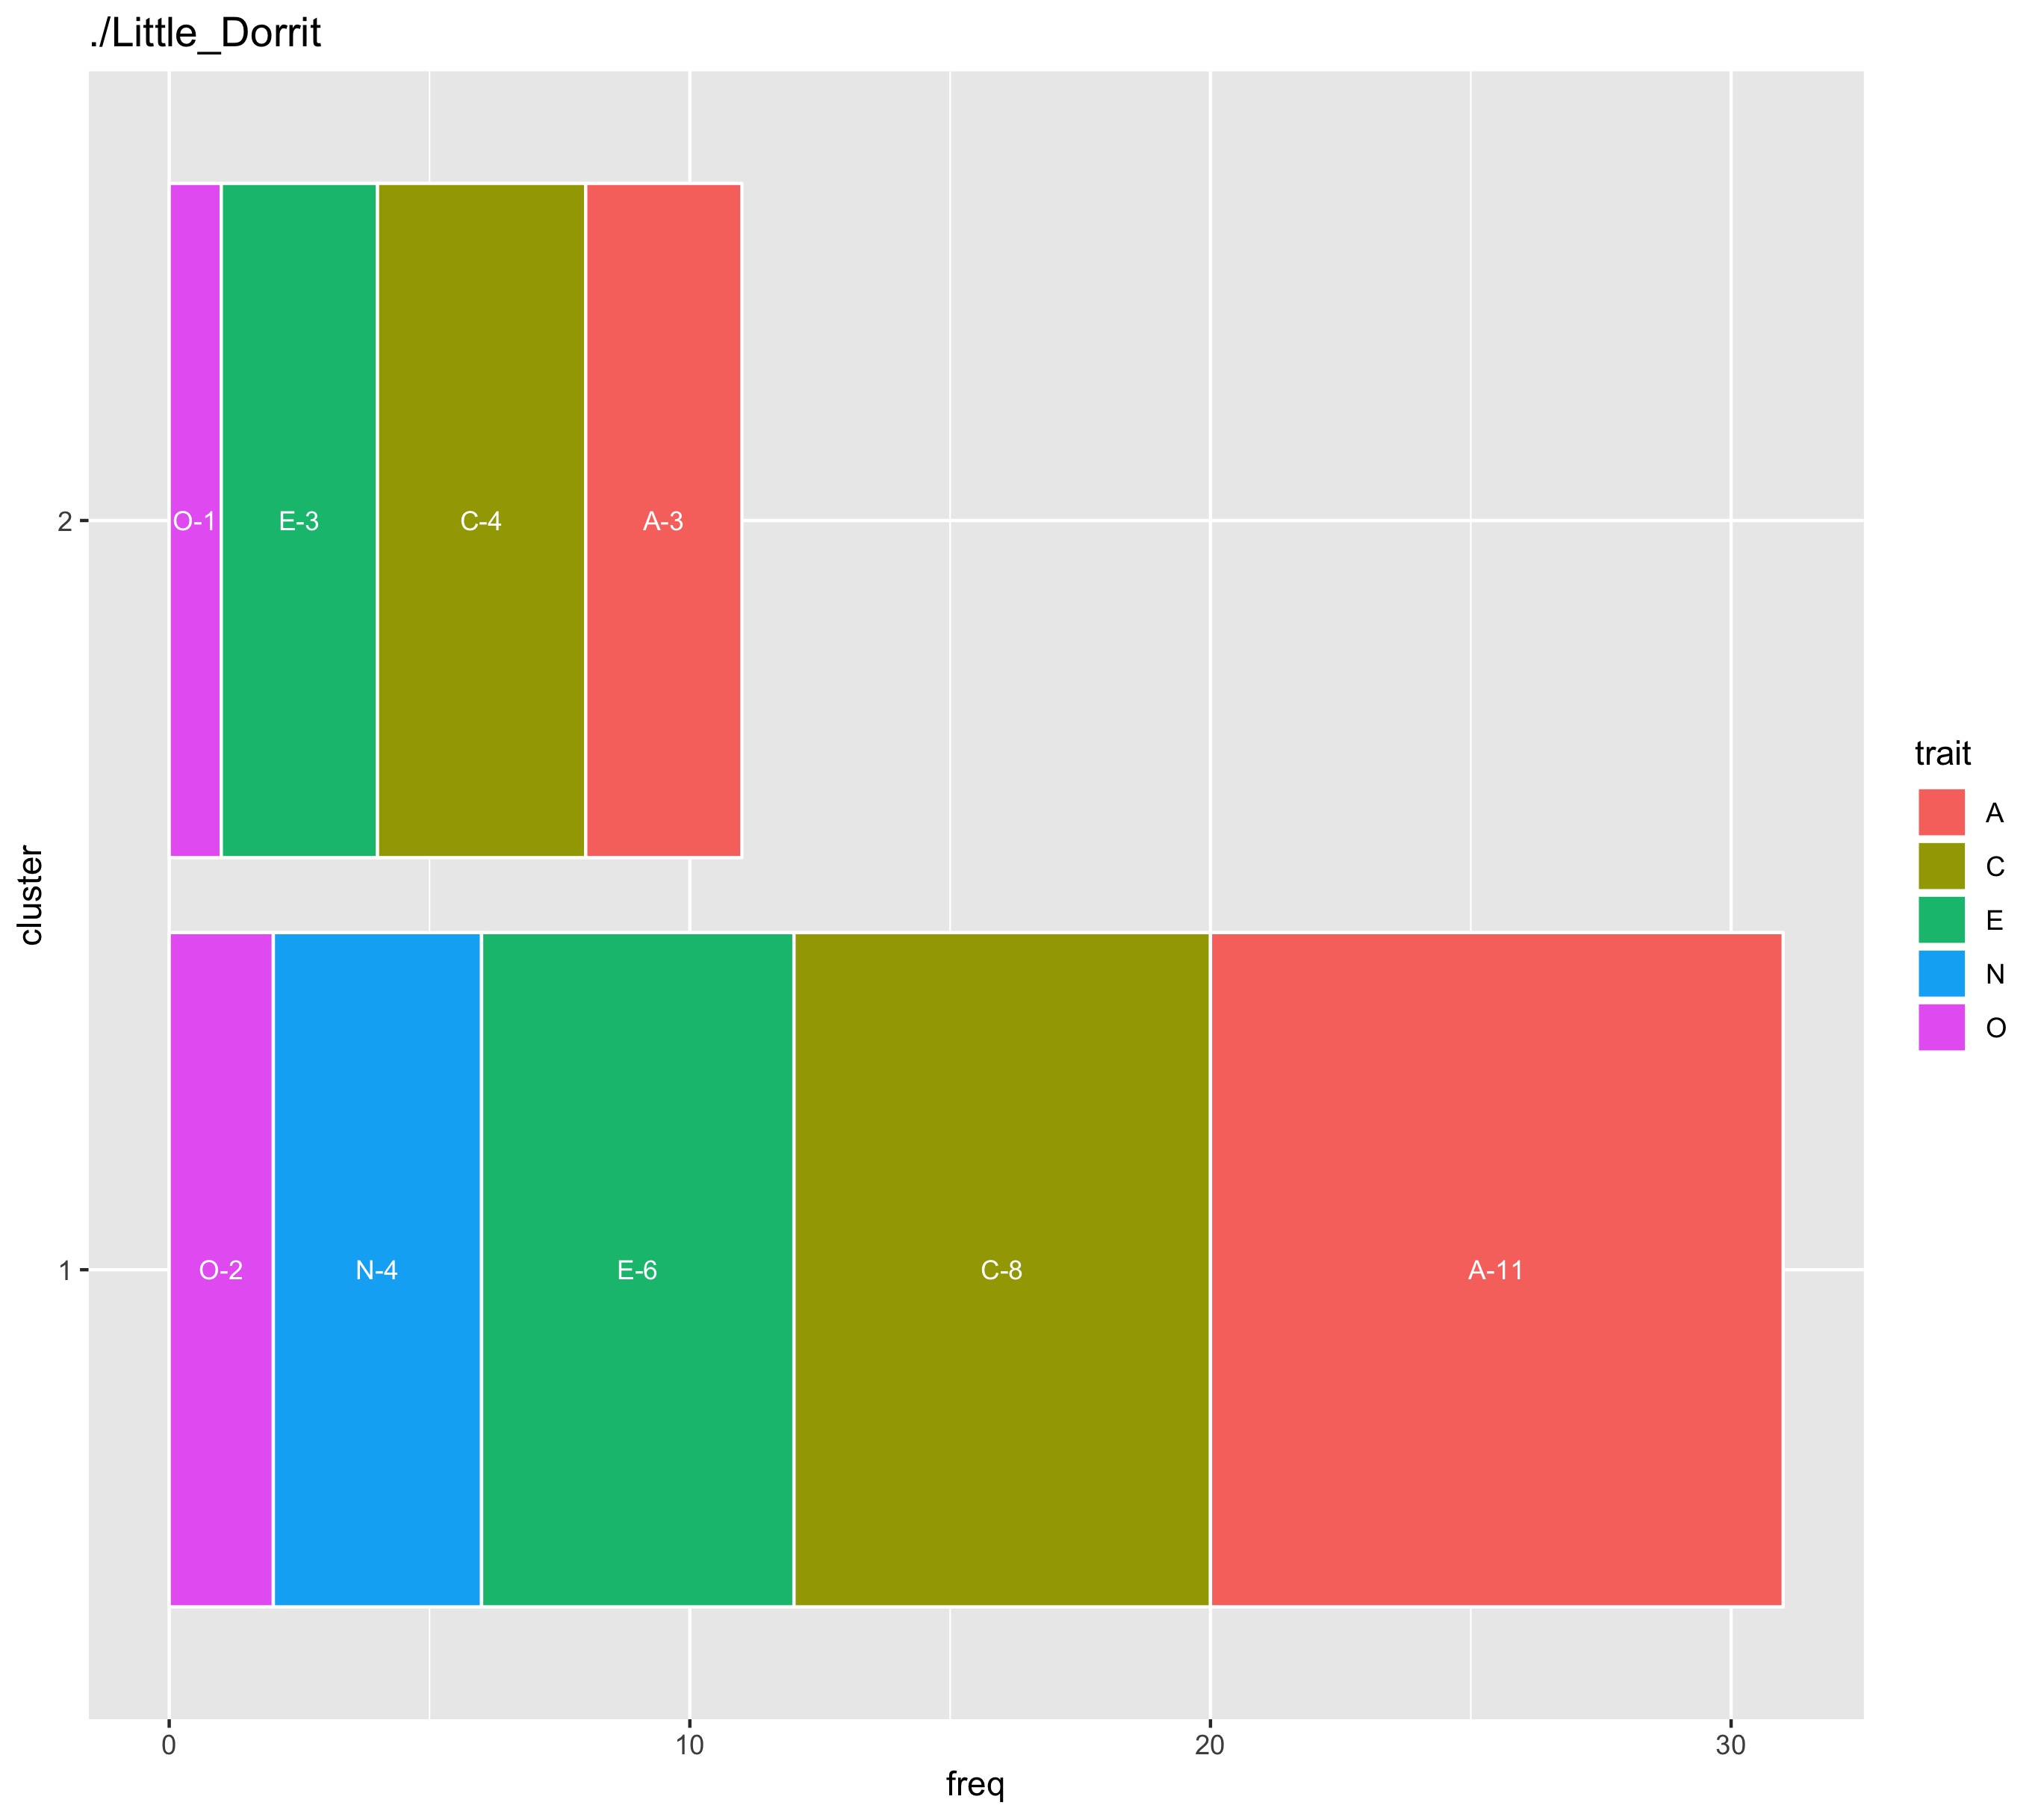 ./Little_Dorrit
2
O-1 E-3 C-4 A-3
cluster
1
O-2 N-4 E-6 C-8 A-11
0 10 20 30
freq
trait
A
C
E
N
O